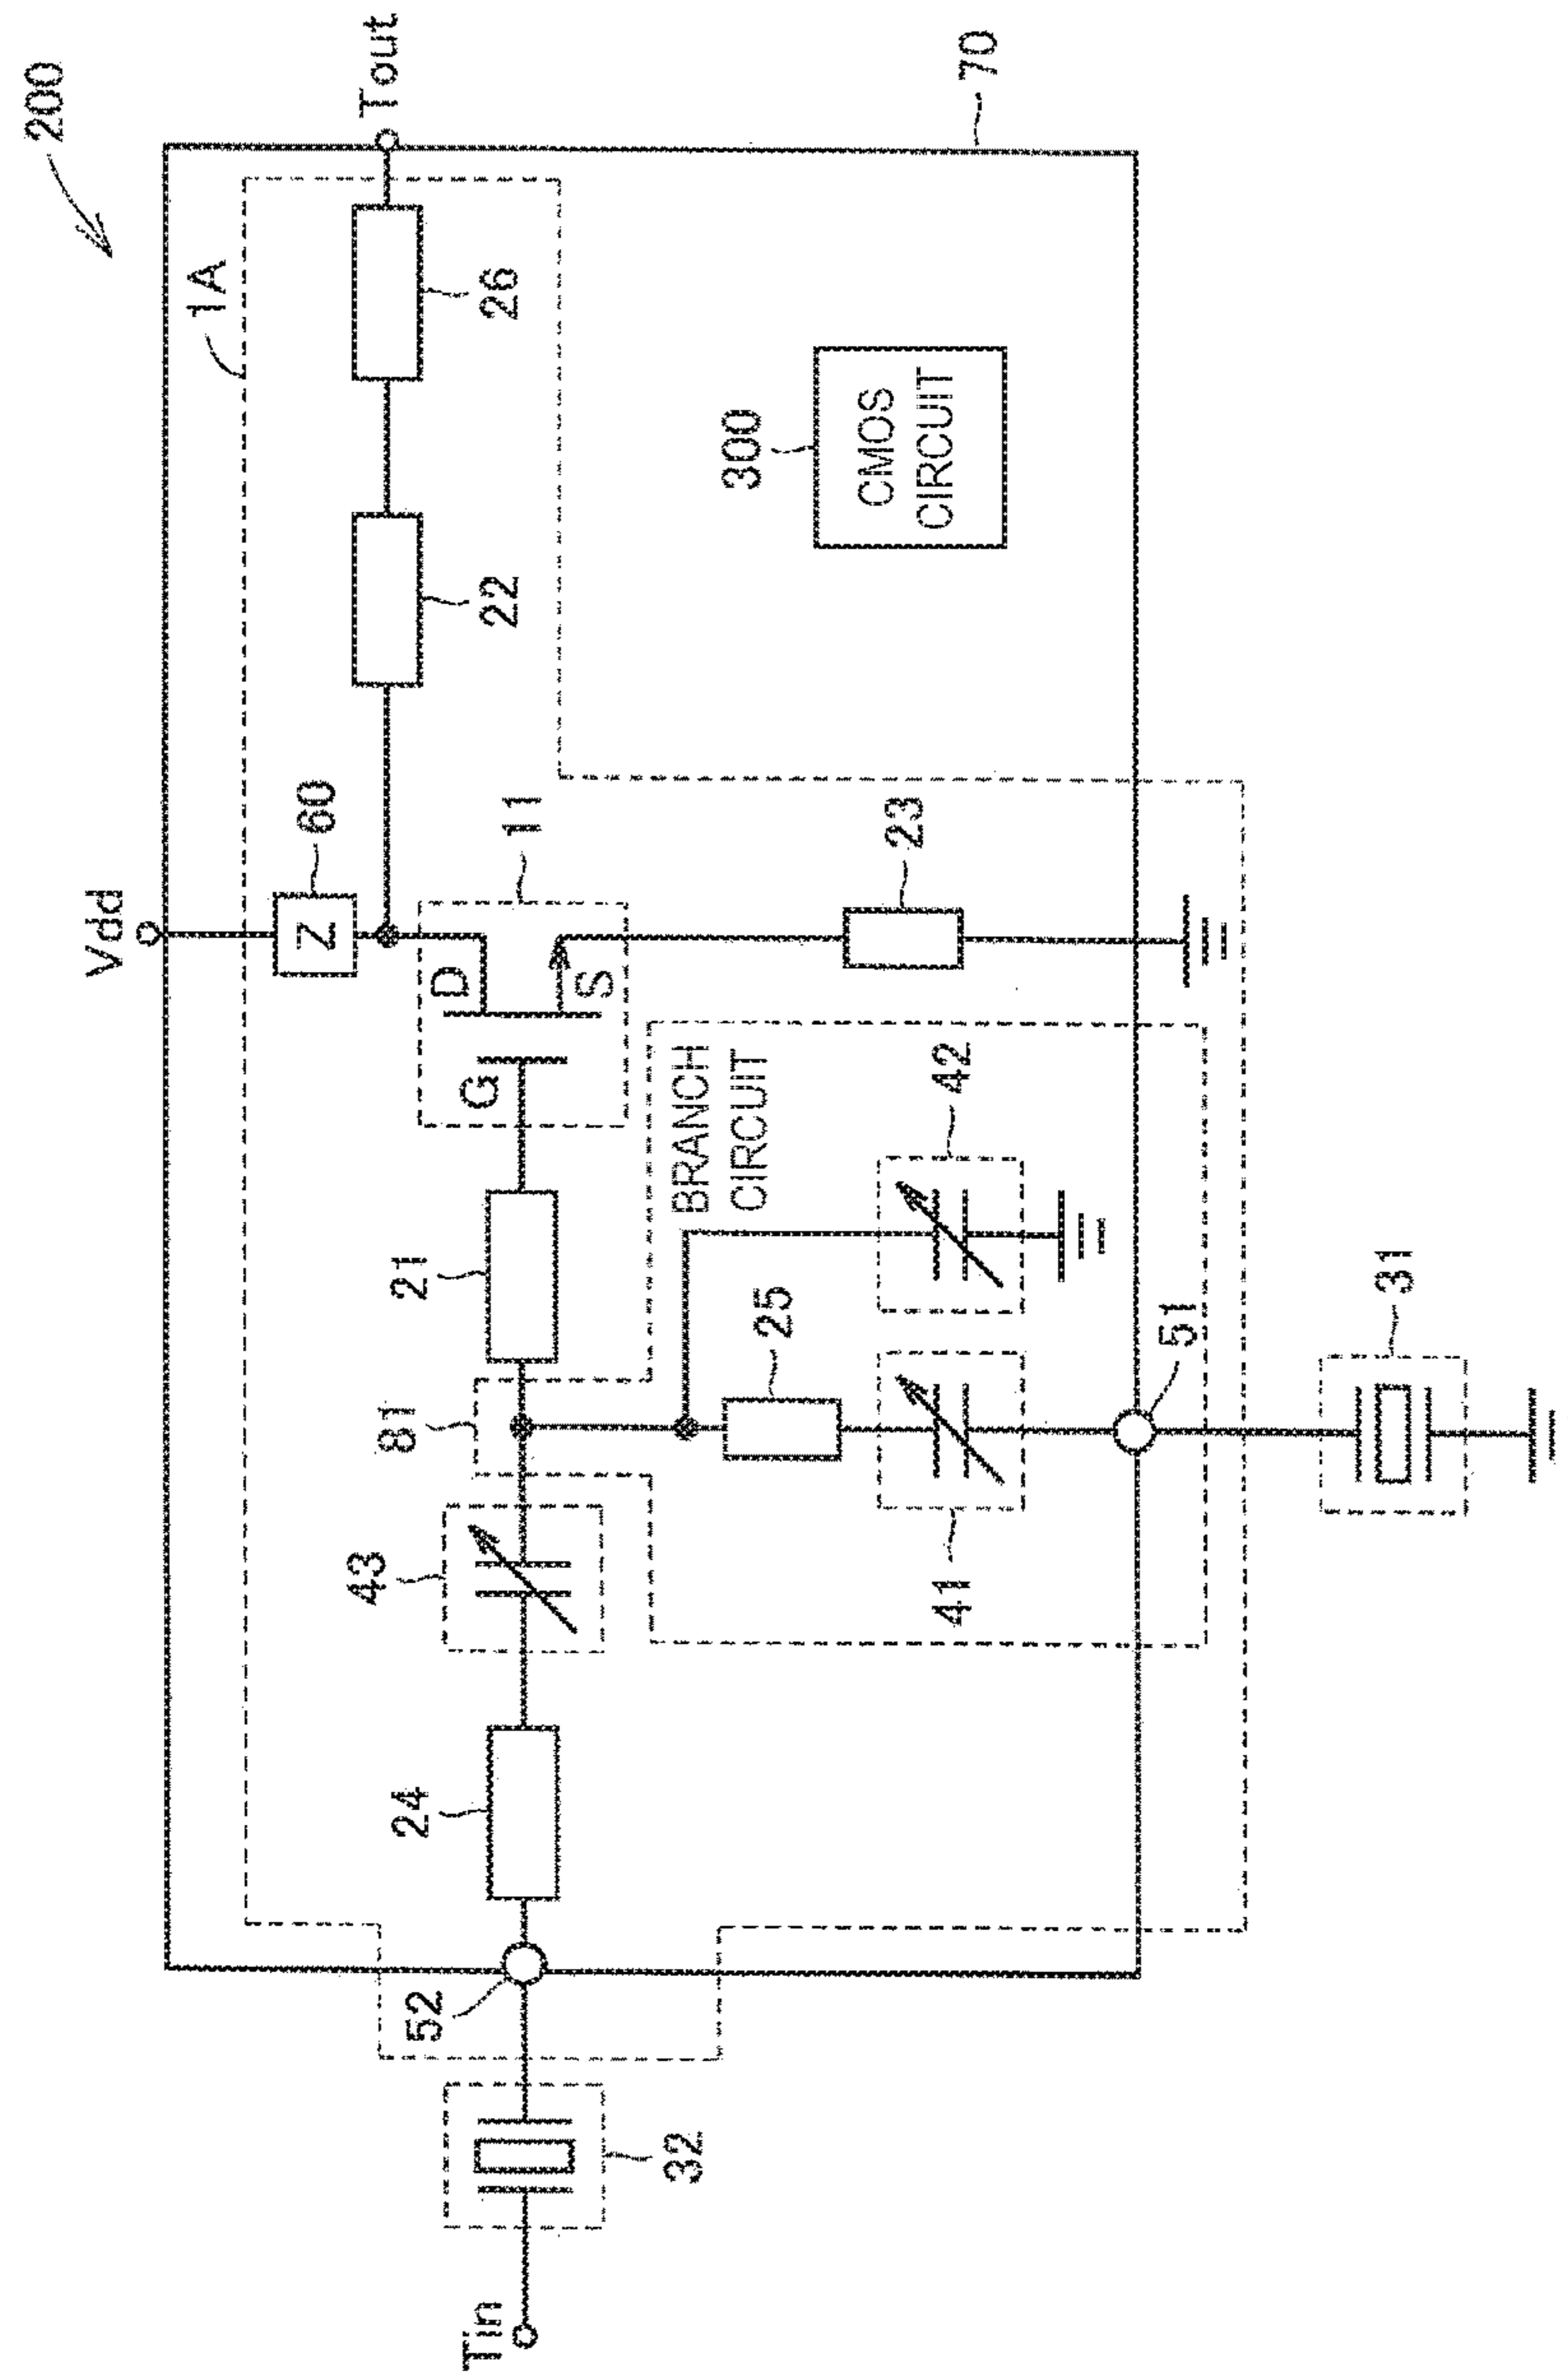 200
Vdd
1A
Tout
60
22
26
11
D
S
G
21
43
24
52
32
Tin
81
BRANCH
CIRCUIT
25
42
41
23
300
CMOS
CIRCUIT
70
51
31
Z